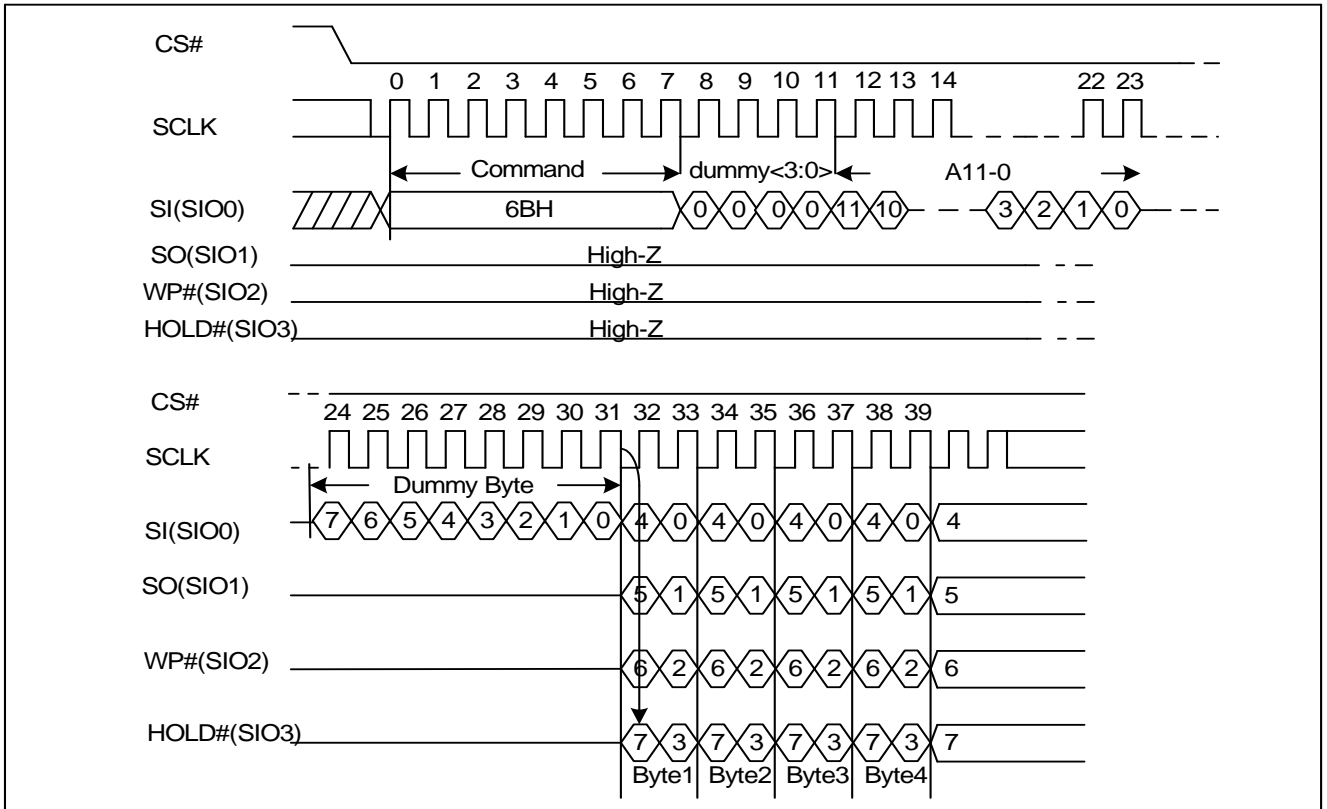 CS#
0 1 2 3 4 5 6 7 8 9 10 11 12 13 14 22 23
SCLK
Command dummy<3:0> A11-0
SI(SIO0) 6BH 0 0 0 0 11 10 3 2 1 0
SO(SIO1) High-Z
WP#(SIO2) High-Z
HOLD#(SIO3) High-Z
CS#
24 25 26 27 28 29 30 31 32 33 34 35 36 37 38 39
SCLK
Dummy Byte
SI(SIO0) 7 6 5 4 3 2 1 0 4 0 4 0 4 0 4 0 4
SO(SIO1) 5 1 5 1 5 1 5 1 5
WP#(SIO2) 6 2 6 2 6 2 6 2 6
HOLD#(SIO3) 7 3 7 3 7 3 7 3 7
Byte1 Byte2 Byte3 Byte4